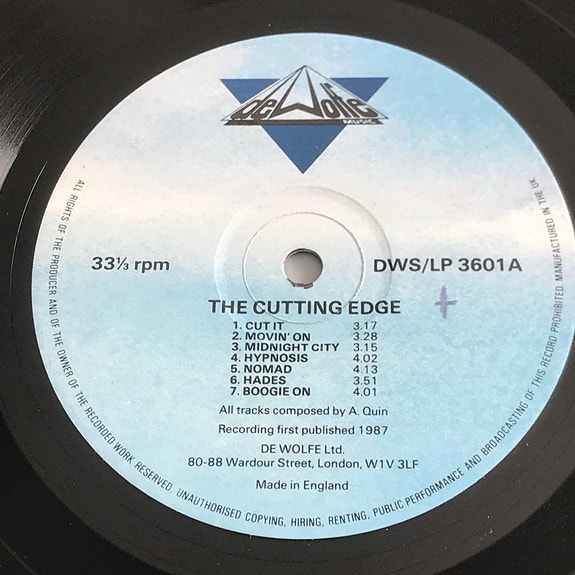 de Wolfe
MUSIC
33⅓ rpm
DWS/LP 3601A
THE CUTTING EDGE
1. CUT IT 3.17
2. MOVIN' ON 3.28
3. MIDNIGHT CITY 3.15
4. HYPNOSIS 4.02
5. NOMAD 4.13
6. HADES 3.51
7. BOOGIE ON 4.01
All tracks composed by A. Quin
Recording first published 1987
DE WOLFE Ltd.
80-88 Wardour Street, London, W1V 3LF
Made in England
ALL RIGHTS OF THE PRODUCER AND OF THE OWNER OF THE RECORDED WORK RESERVED. UNAUTHORISED COPYING, HIRING, RENTING, PUBLIC PERFORMANCE AND BROADCASTING OF THIS RECORD PROHIBITED. MANUFACTURED IN THE UK.